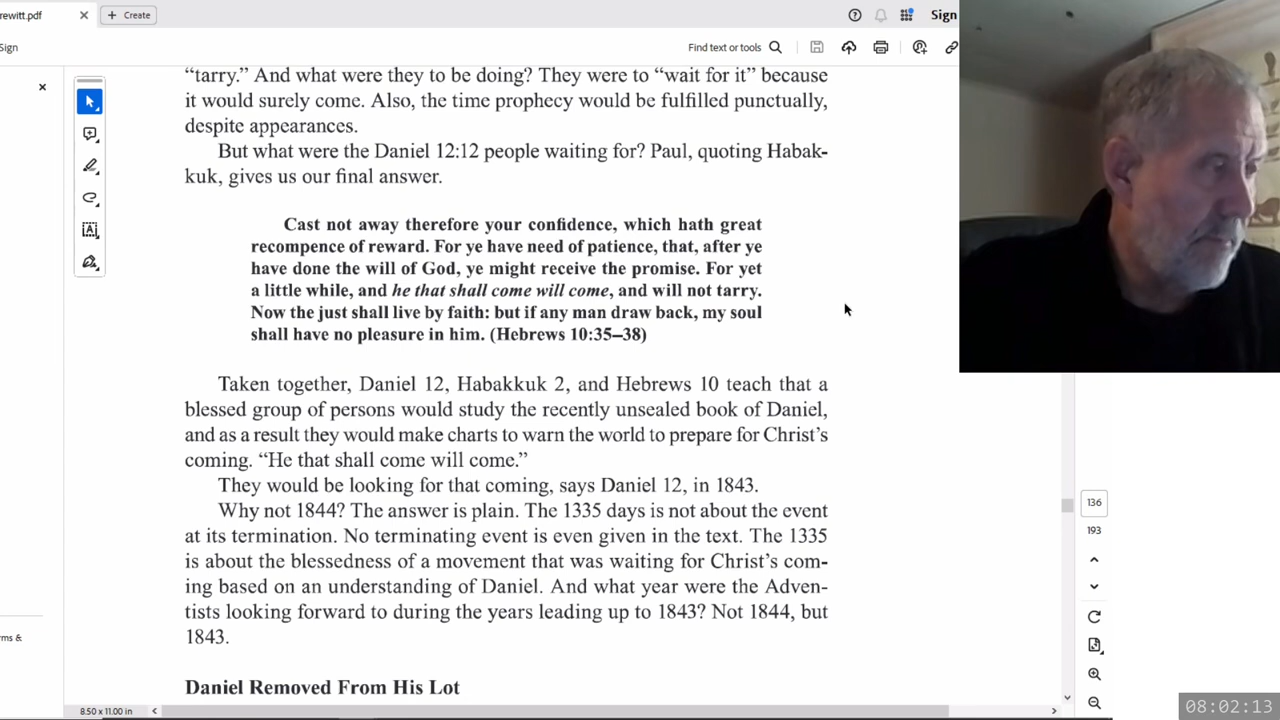 rewitt.pdf
Create
Sign
Sign
Find text or tools
"tarry." And what were they to be doing? They were to "wait for it" because
it would surely come. Also, the time prophecy would be fulfilled punctually,
despite appearances.
But what were the Daniel 12:12 people waiting for? Paul, quoting Habak-
kuk, gives us our final answer.
Cast not away therefore your confidence, which hath great
recompence of reward. For ye have need of patience, that, after ye
have done the will of God, ye might receive the promise. For yet
a little while, and he that shall come will come, and will not tarry.
Now the just shall live by faith: but if any man draw back, my soul
shall have no pleasure in him. (Hebrews 10:35–38)
Taken together, Daniel 12, Habakkuk 2, and Hebrews 10 teach that a
blessed group of persons would study the recently unsealed book of Daniel,
and as a result they would make charts to warn the world to prepare for Christ's
coming. "He that shall come will come."
They would be looking for that coming, says Daniel 12, in 1843.
Why not 1844? The answer is plain. The 1335 days is not about the event
at its termination. No terminating event is even given in the text. The 1335
is about the blessedness of a movement that was waiting for Christ's com-
ing based on an understanding of Daniel. And what year were the Adven-
tists looking forward to during the years leading up to 1843? Not 1844, but
1843.
Daniel Removed From His Lot
136
193
rms &
8.50 x 11.00 in
08:02:13